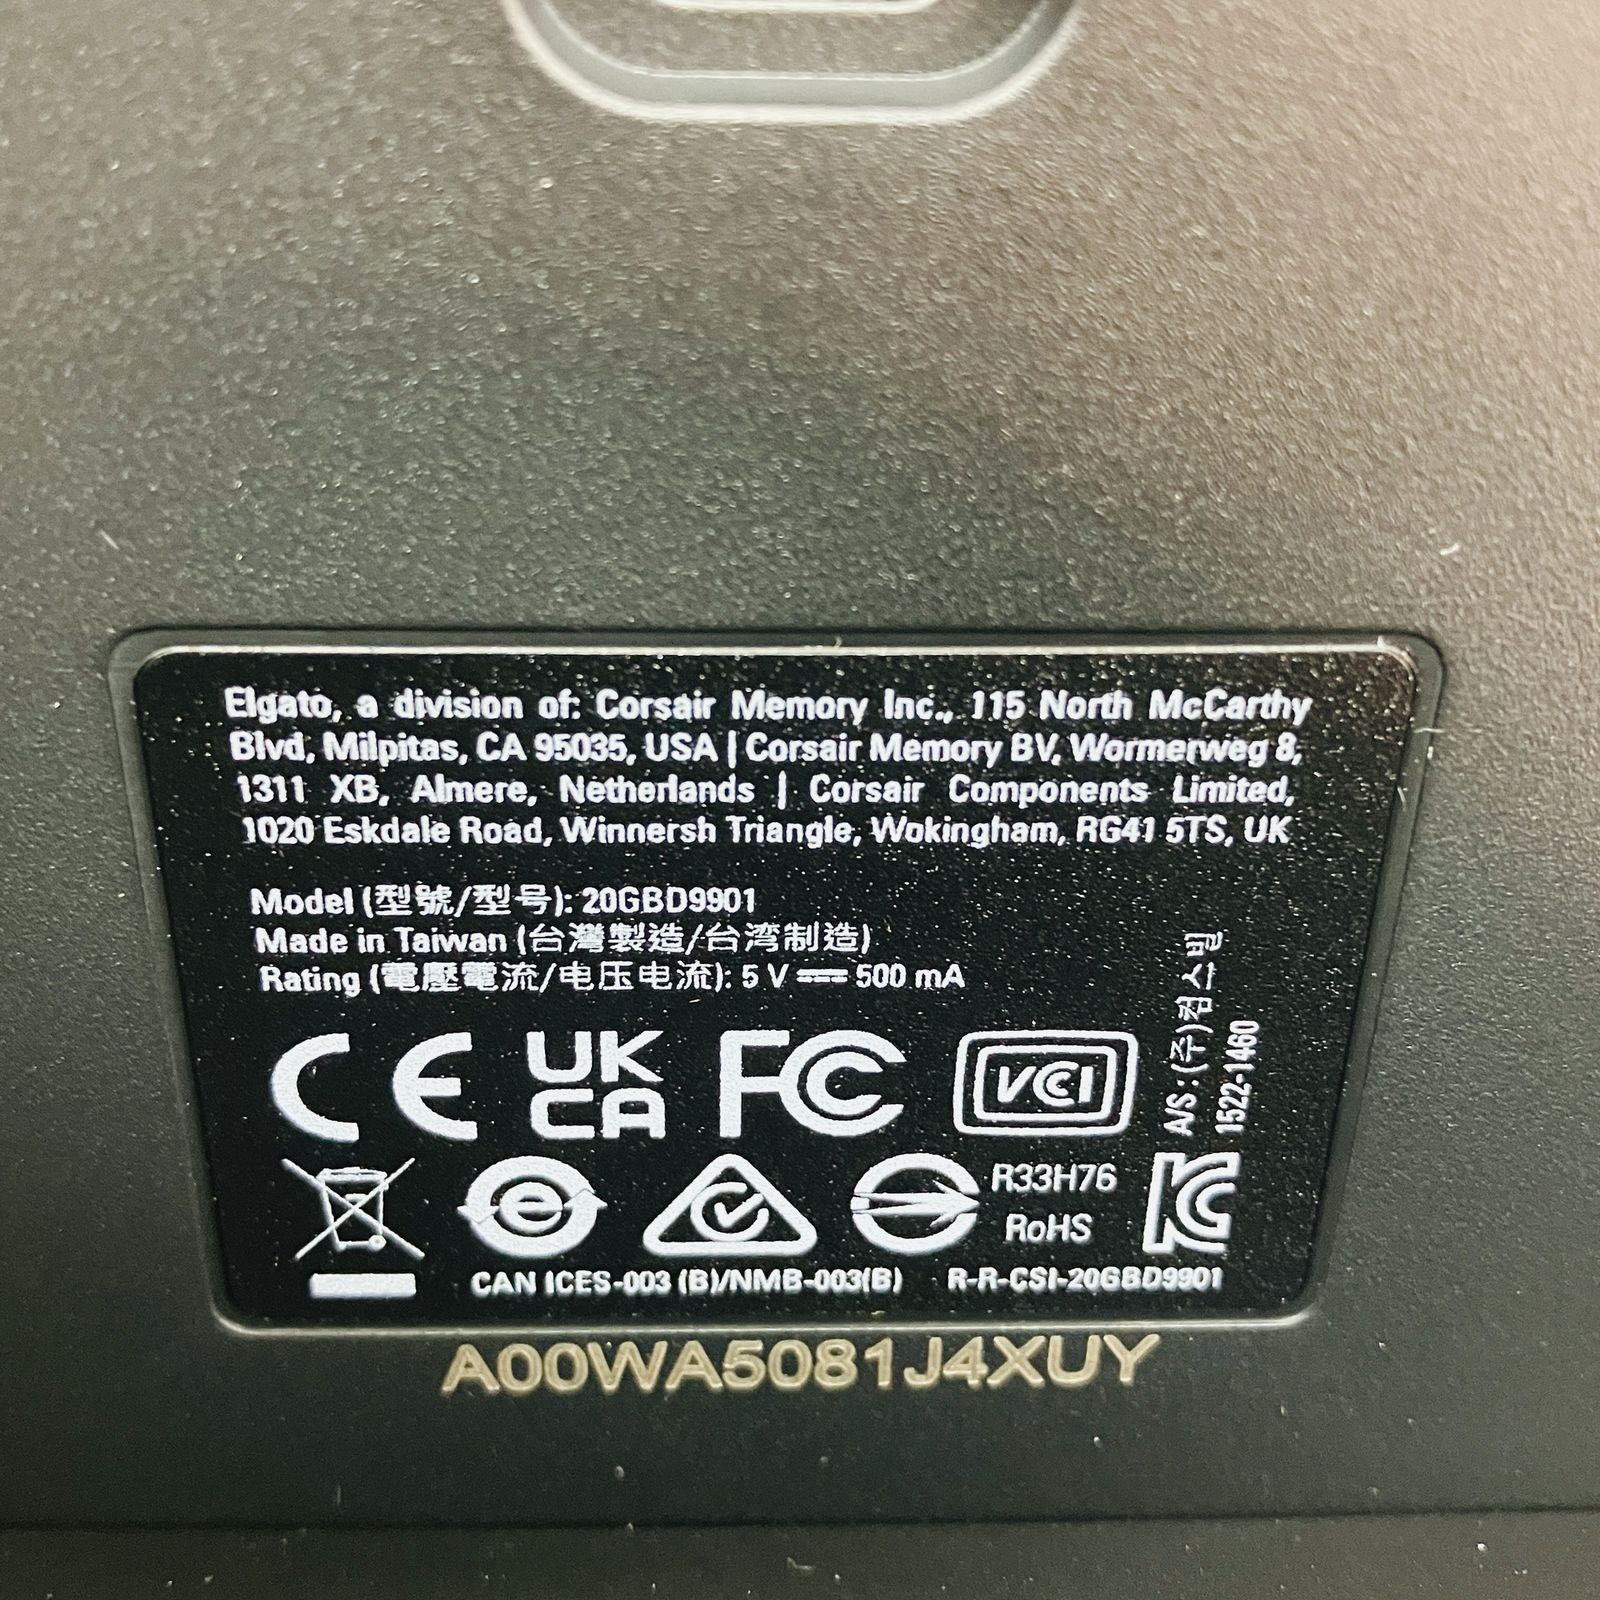 Elgato, a division of: Corsair Memory Inc., 115 North McCarthy
Blvd, Milpitas, CA 95035, USA | Corsair Memory BV, Wormerweg 8,
1311 XB, Almere, Netherlands | Corsair Components Limited,
1020 Eskdale Road, Winnersh Triangle, Wokingham, RG41 5TS, UK
Model (型號/型号): 20GBD9901
Made in Taiwan (台灣製造/台湾制造)
Rating (電壓電流/电压电流): 5 V ⎓ 500 mA
A/S : (주)컴스빌
1522-1460
CE UK CA FC VCCI
R33H76
RoHS
KC
CAN ICES-003 (B)/NMB-003(B) R-R-CSI-20GBD9901
A00WA5081J4XUY